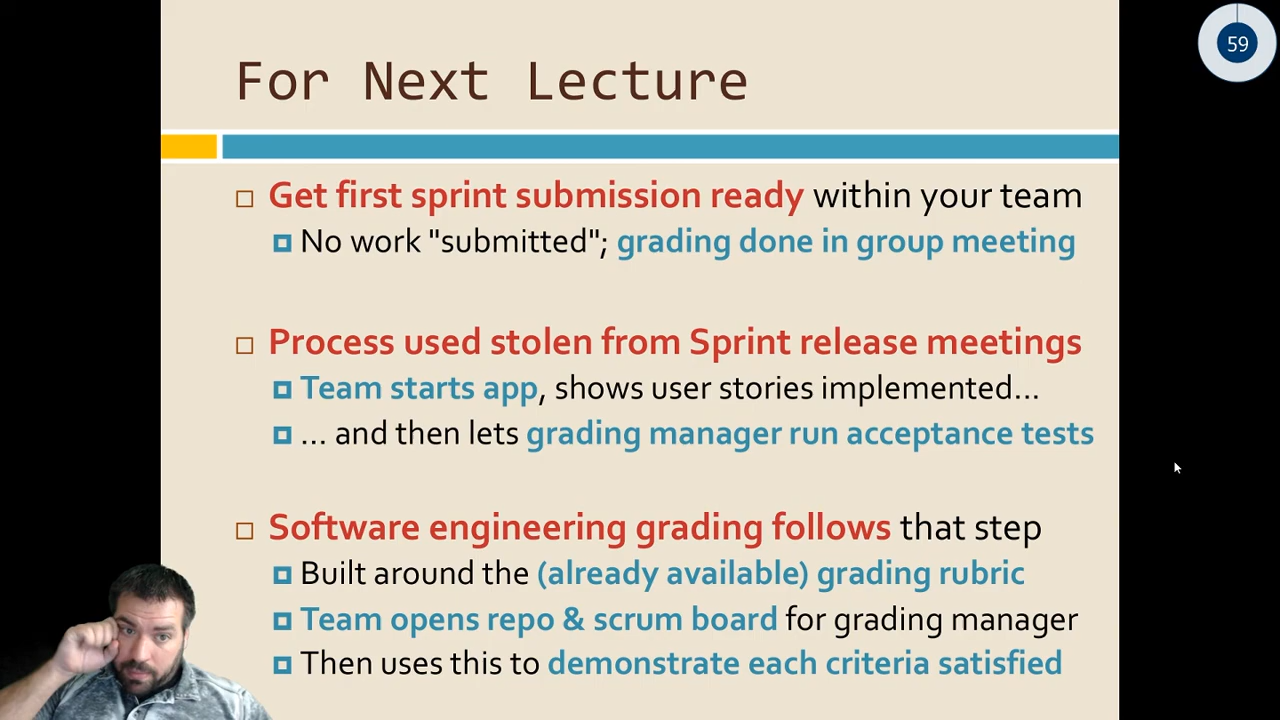 59
For Next Lecture
Get first sprint submission ready within your team
No work "submitted"; grading done in group meeting
Process used stolen from Sprint release meetings
Team starts app, shows user stories implemented...
... and then lets grading manager run acceptance tests
Software engineering grading follows that step
Built around the (already available) grading rubric
Team opens repo & scrum board for grading manager
Then uses this to demonstrate each criteria satisfied